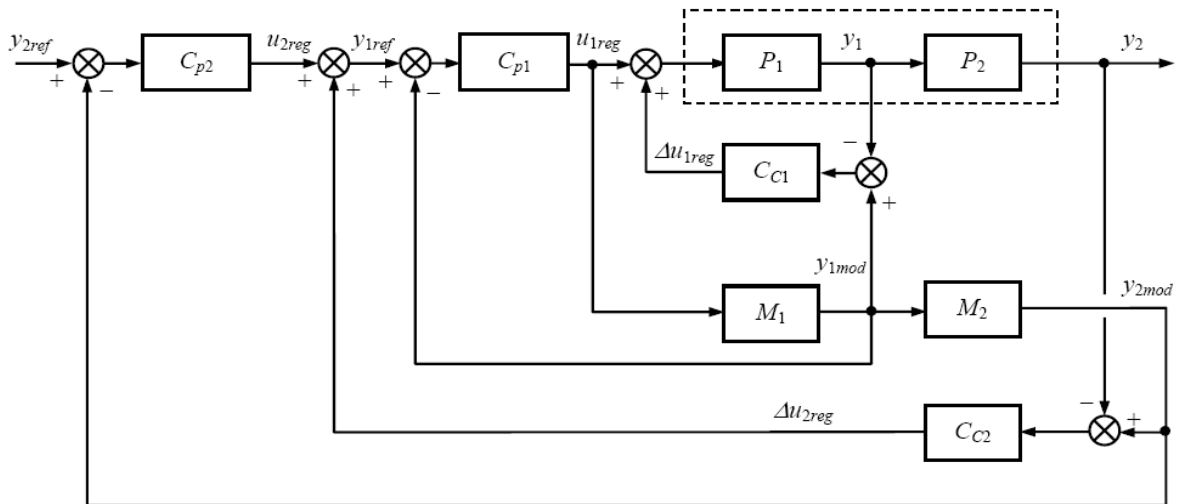 y2ref
+
−
Cp2
u2reg
+
+
y1ref
+
−
Cp1
u1reg
+
+
P1
y1
P2
y2
Δu1reg
CC1
−
+
y1mod
M1
M2
y2mod
Δu2reg
CC2
−
+